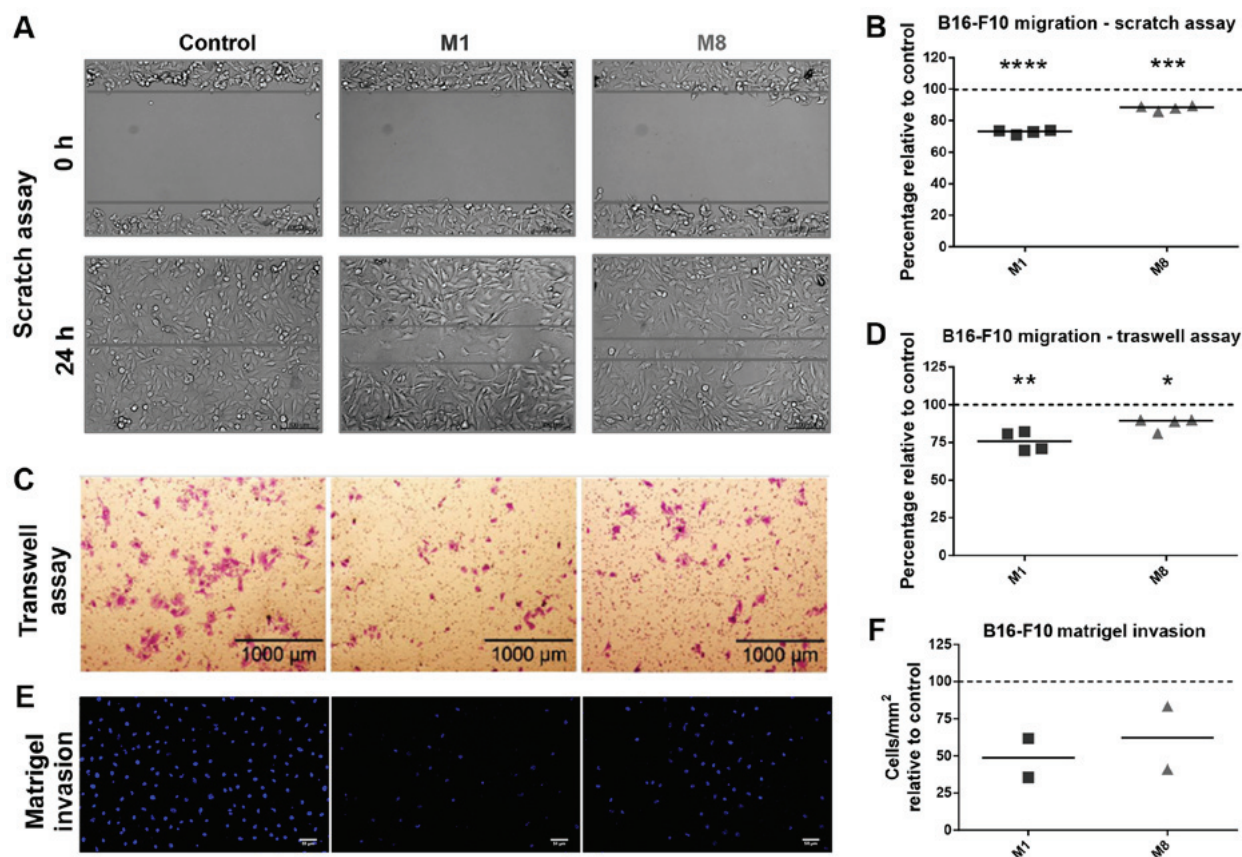 A
Control
M1
M8
Scratch assay
0 h
24 h
B
B16-F10 migration - scratch assay
Percentage relative to control
120
100
80
60
40
20
0
****
***
M1
M8
C
Transwell
assay
1000 µm
1000 µm
1000 µm
D
B16-F10 migration - traswell assay
Percentage relative to control
125
100
75
50
25
0
**
*
M1
M8
E
Matrigel
invasion
F
B16-F10 matrigel invasion
Cells/mm²
relative to control
125
100
75
50
25
0
M1
M8